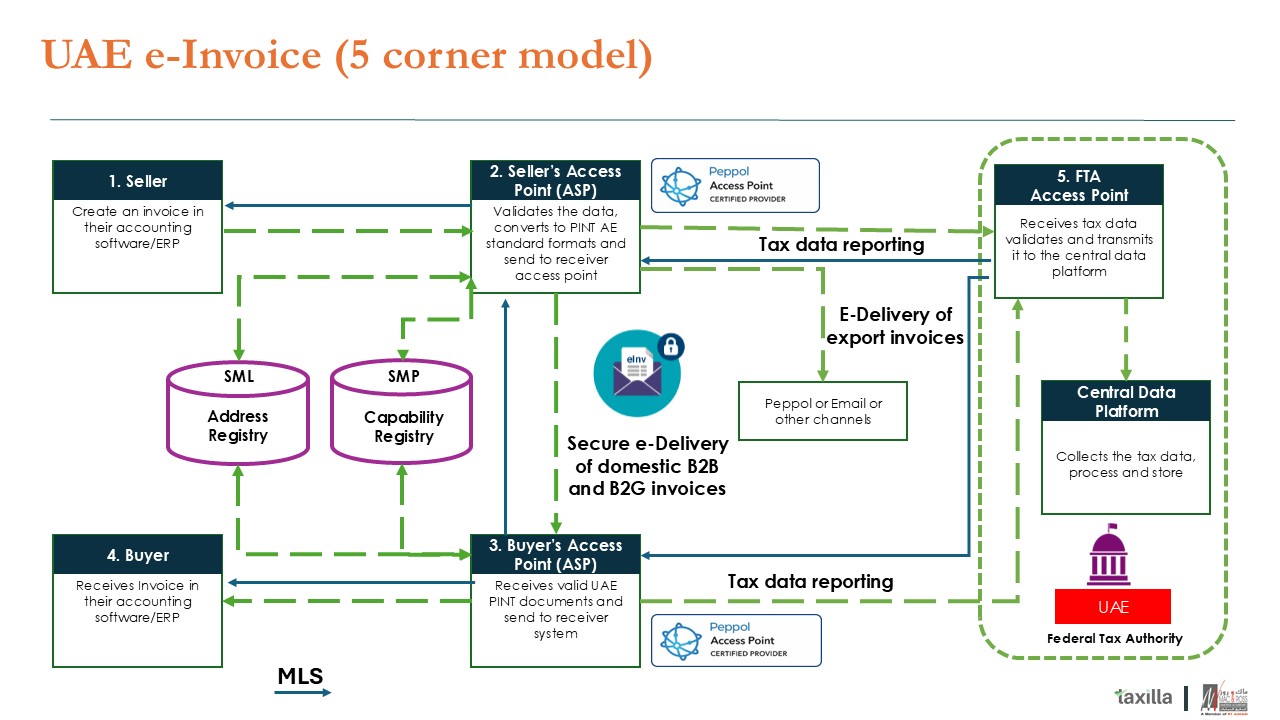 UAE e-Invoice (5 corner model)
1. Seller
Create an invoice in
their accounting
software/ERP
2. Seller's Access
Point (ASP)
Validates the data,
converts to PINT AE
standard formats and
send to receiver
access point
Peppol
Access Point
CERTIFIED PROVIDER
5. FTA
Access Point
Receives tax data
validates and transmits
it to the central data
platform
Tax data reporting
E-Delivery of
export invoices
SML
Address
Registry
SMP
Capability
Registry
eInv
Secure e-Delivery
of domestic B2B
and B2G invoices
Peppol or Email or
other channels
Central Data
Platform
Collects the tax data,
process and store
4. Buyer
Receives Invoice in
their accounting
software/ERP
3. Buyer's Access
Point (ASP)
Receives valid UAE
PINT documents and
send to receiver
system
Tax data reporting
Peppol
Access Point
CERTIFIED PROVIDER
UAE
Federal Tax Authority
MLS
taxilla
MAC & ROSS